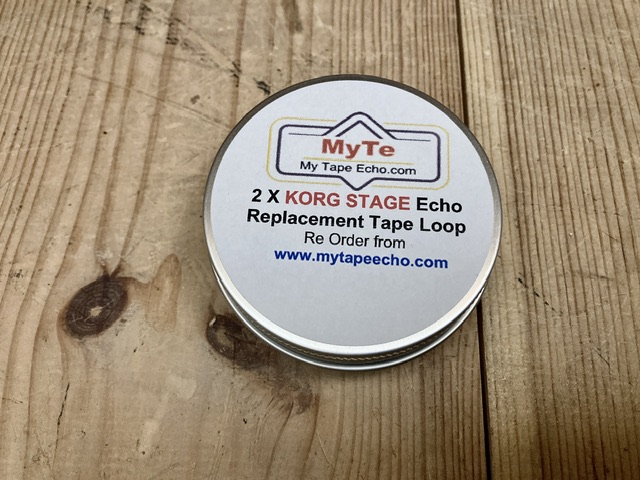 MyTe
My Tape Echo.com
2 X KORG STAGE Echo
Replacement Tape Loop
Re Order from
www.mytapeecho.com